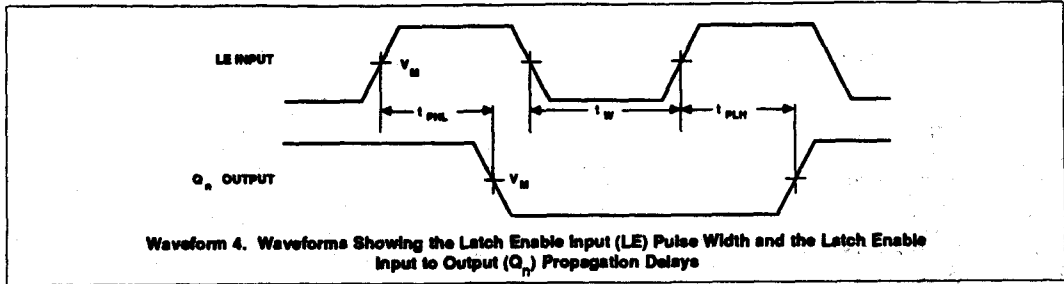 LE INPUT
V M
t PHL
t W
t PLH
Q n OUTPUT
V M
Waveform 4. Waveforms Showing the Latch Enable Input (LE) Pulse Width and the Latch Enable
Input to Output (Qn) Propagation Delays